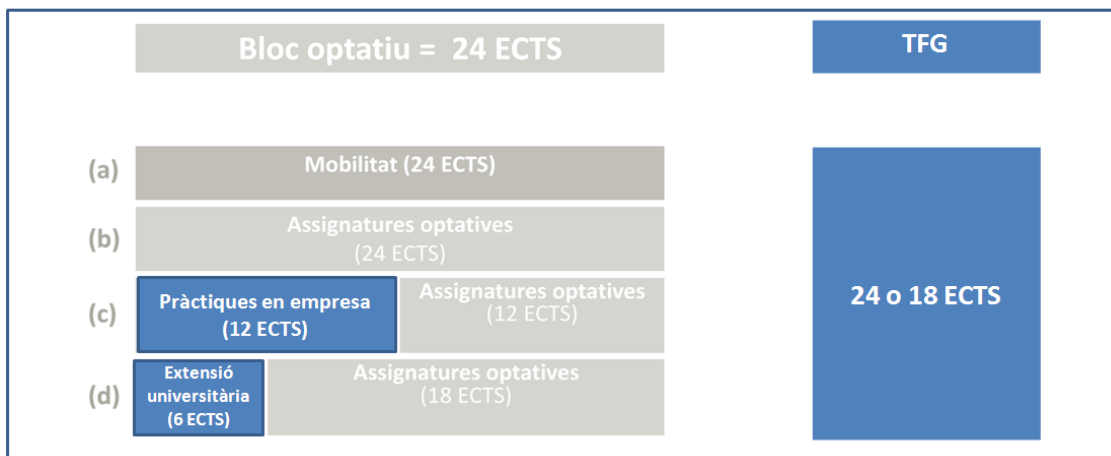 Bloc optatiu = 24 ECTS
TFG
(a)
Mobilitat (24 ECTS)
(b)
Assignatures optatives
(24 ECTS)
(c)
Pràctiques en empresa
(12 ECTS)
Assignatures optatives
(12 ECTS)
24 o 18 ECTS
(d)
Extensió
universitària
(6 ECTS)
Assignatures optatives
(18 ECTS)